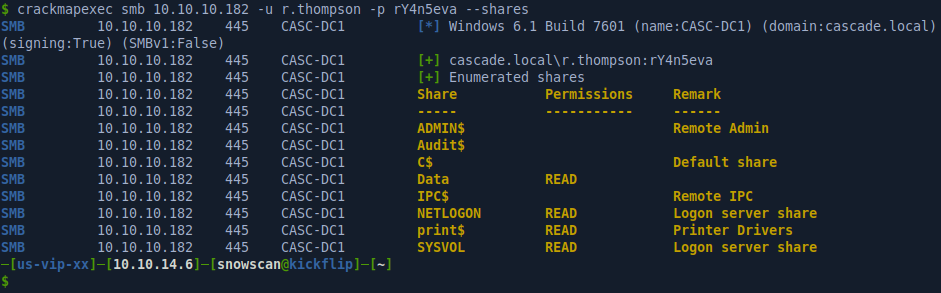 $ crackmapexec smb 10.10.10.182 -u r.thompson -p rY4n5eva --shares
SMB 10.10.10.182 445 CASC-DC1 [*] Windows 6.1 Build 7601 (name:CASC-DC1) (domain:cascade.local)
(signing:True) (SMBv1:False)
SMB 10.10.10.182 445 CASC-DC1 [+] cascade.local\r.thompson:rY4n5eva
SMB 10.10.10.182 445 CASC-DC1 [+] Enumerated shares
SMB 10.10.10.182 445 CASC-DC1 Share Permissions Remark
SMB 10.10.10.182 445 CASC-DC1 ----- ----------- ------
SMB 10.10.10.182 445 CASC-DC1 ADMIN$ Remote Admin
SMB 10.10.10.182 445 CASC-DC1 Audit$
SMB 10.10.10.182 445 CASC-DC1 C$ Default share
SMB 10.10.10.182 445 CASC-DC1 Data READ
SMB 10.10.10.182 445 CASC-DC1 IPC$ Remote IPC
SMB 10.10.10.182 445 CASC-DC1 NETLOGON READ Logon server share
SMB 10.10.10.182 445 CASC-DC1 print$ READ Printer Drivers
SMB 10.10.10.182 445 CASC-DC1 SYSVOL READ Logon server share
─[us-vip-xx]─[10.10.14.6]─[snowscan@kickflip]─[~]
$